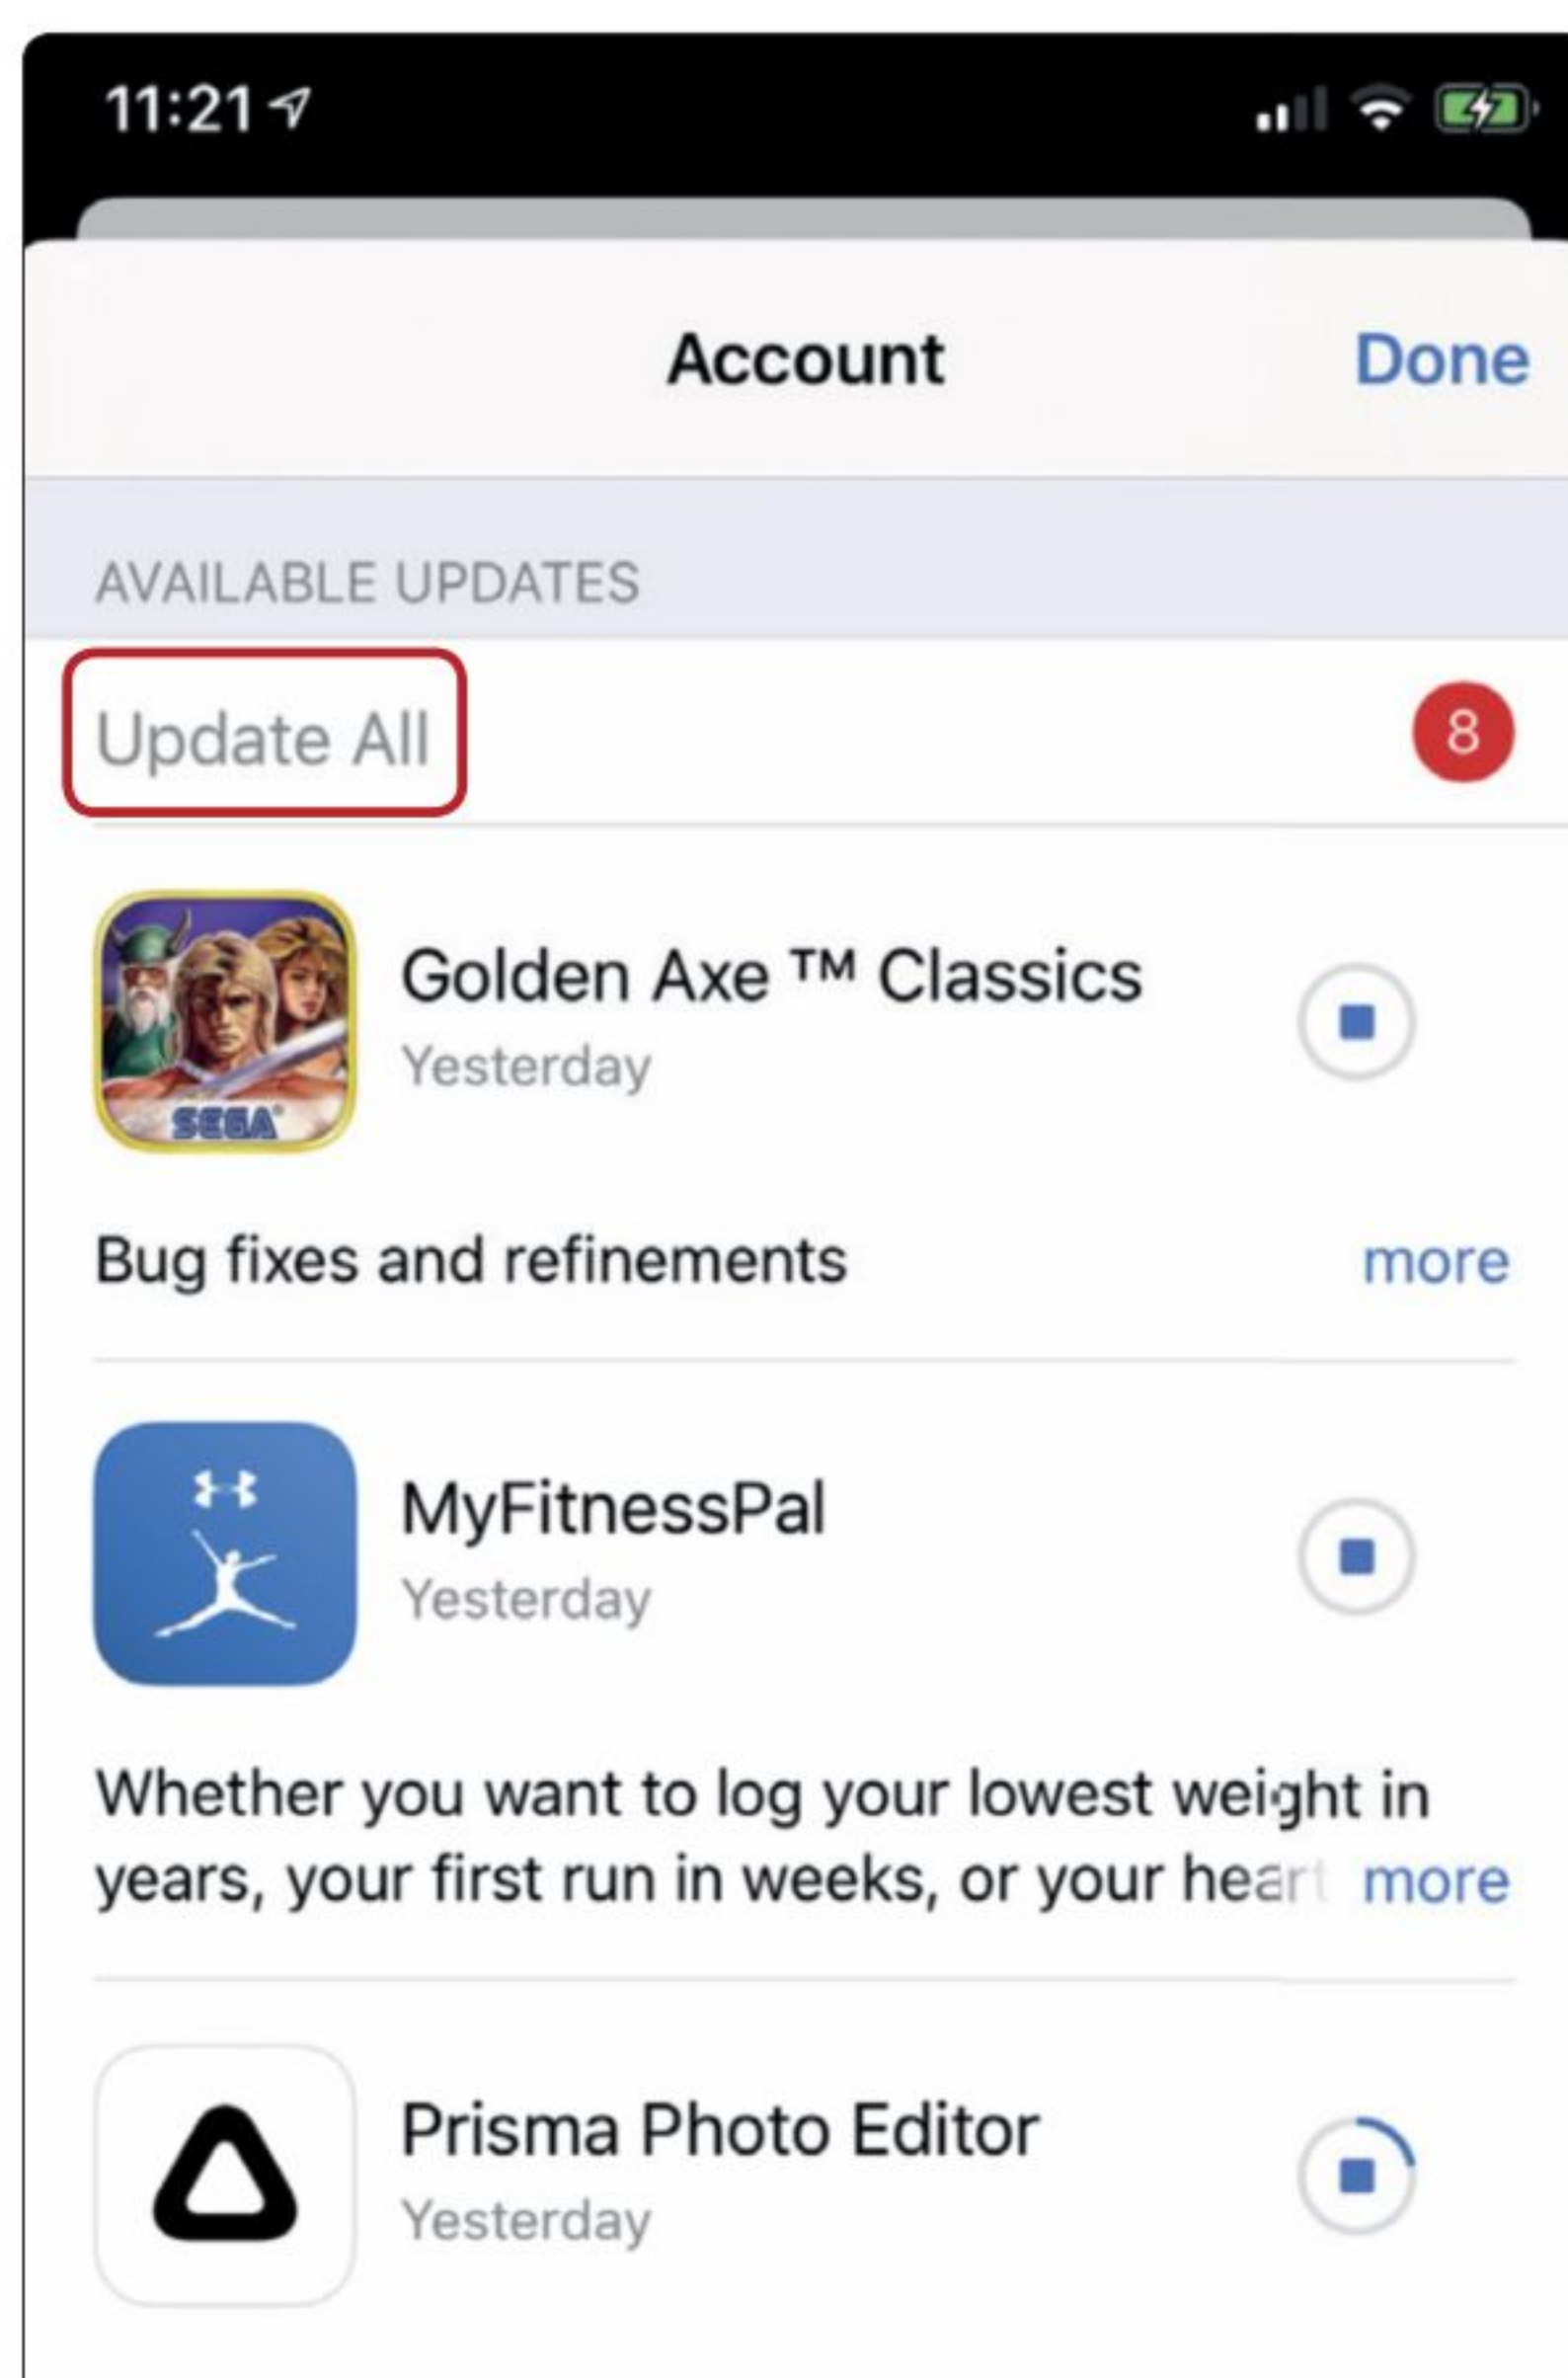 11:21
Account
Done
AVAILABLE UPDATES
Update All
8
Golden Axe ™ Classics
Yesterday
SEGA
Bug fixes and refinements
more
MyFitnessPal
Yesterday
Whether you want to log your lowest weight in
years, your first run in weeks, or your heart more
Prisma Photo Editor
Yesterday